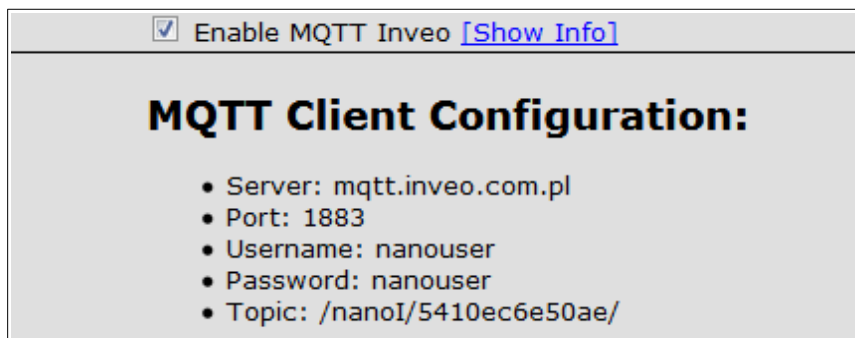 Enable MQTT Inveo [Show Info]
MQTT Client Configuration:
• Server: mqtt.inveo.com.pl
• Port: 1883
• Username: nanouser
• Password: nanouser
• Topic: /nanoI/5410ec6e50ae/